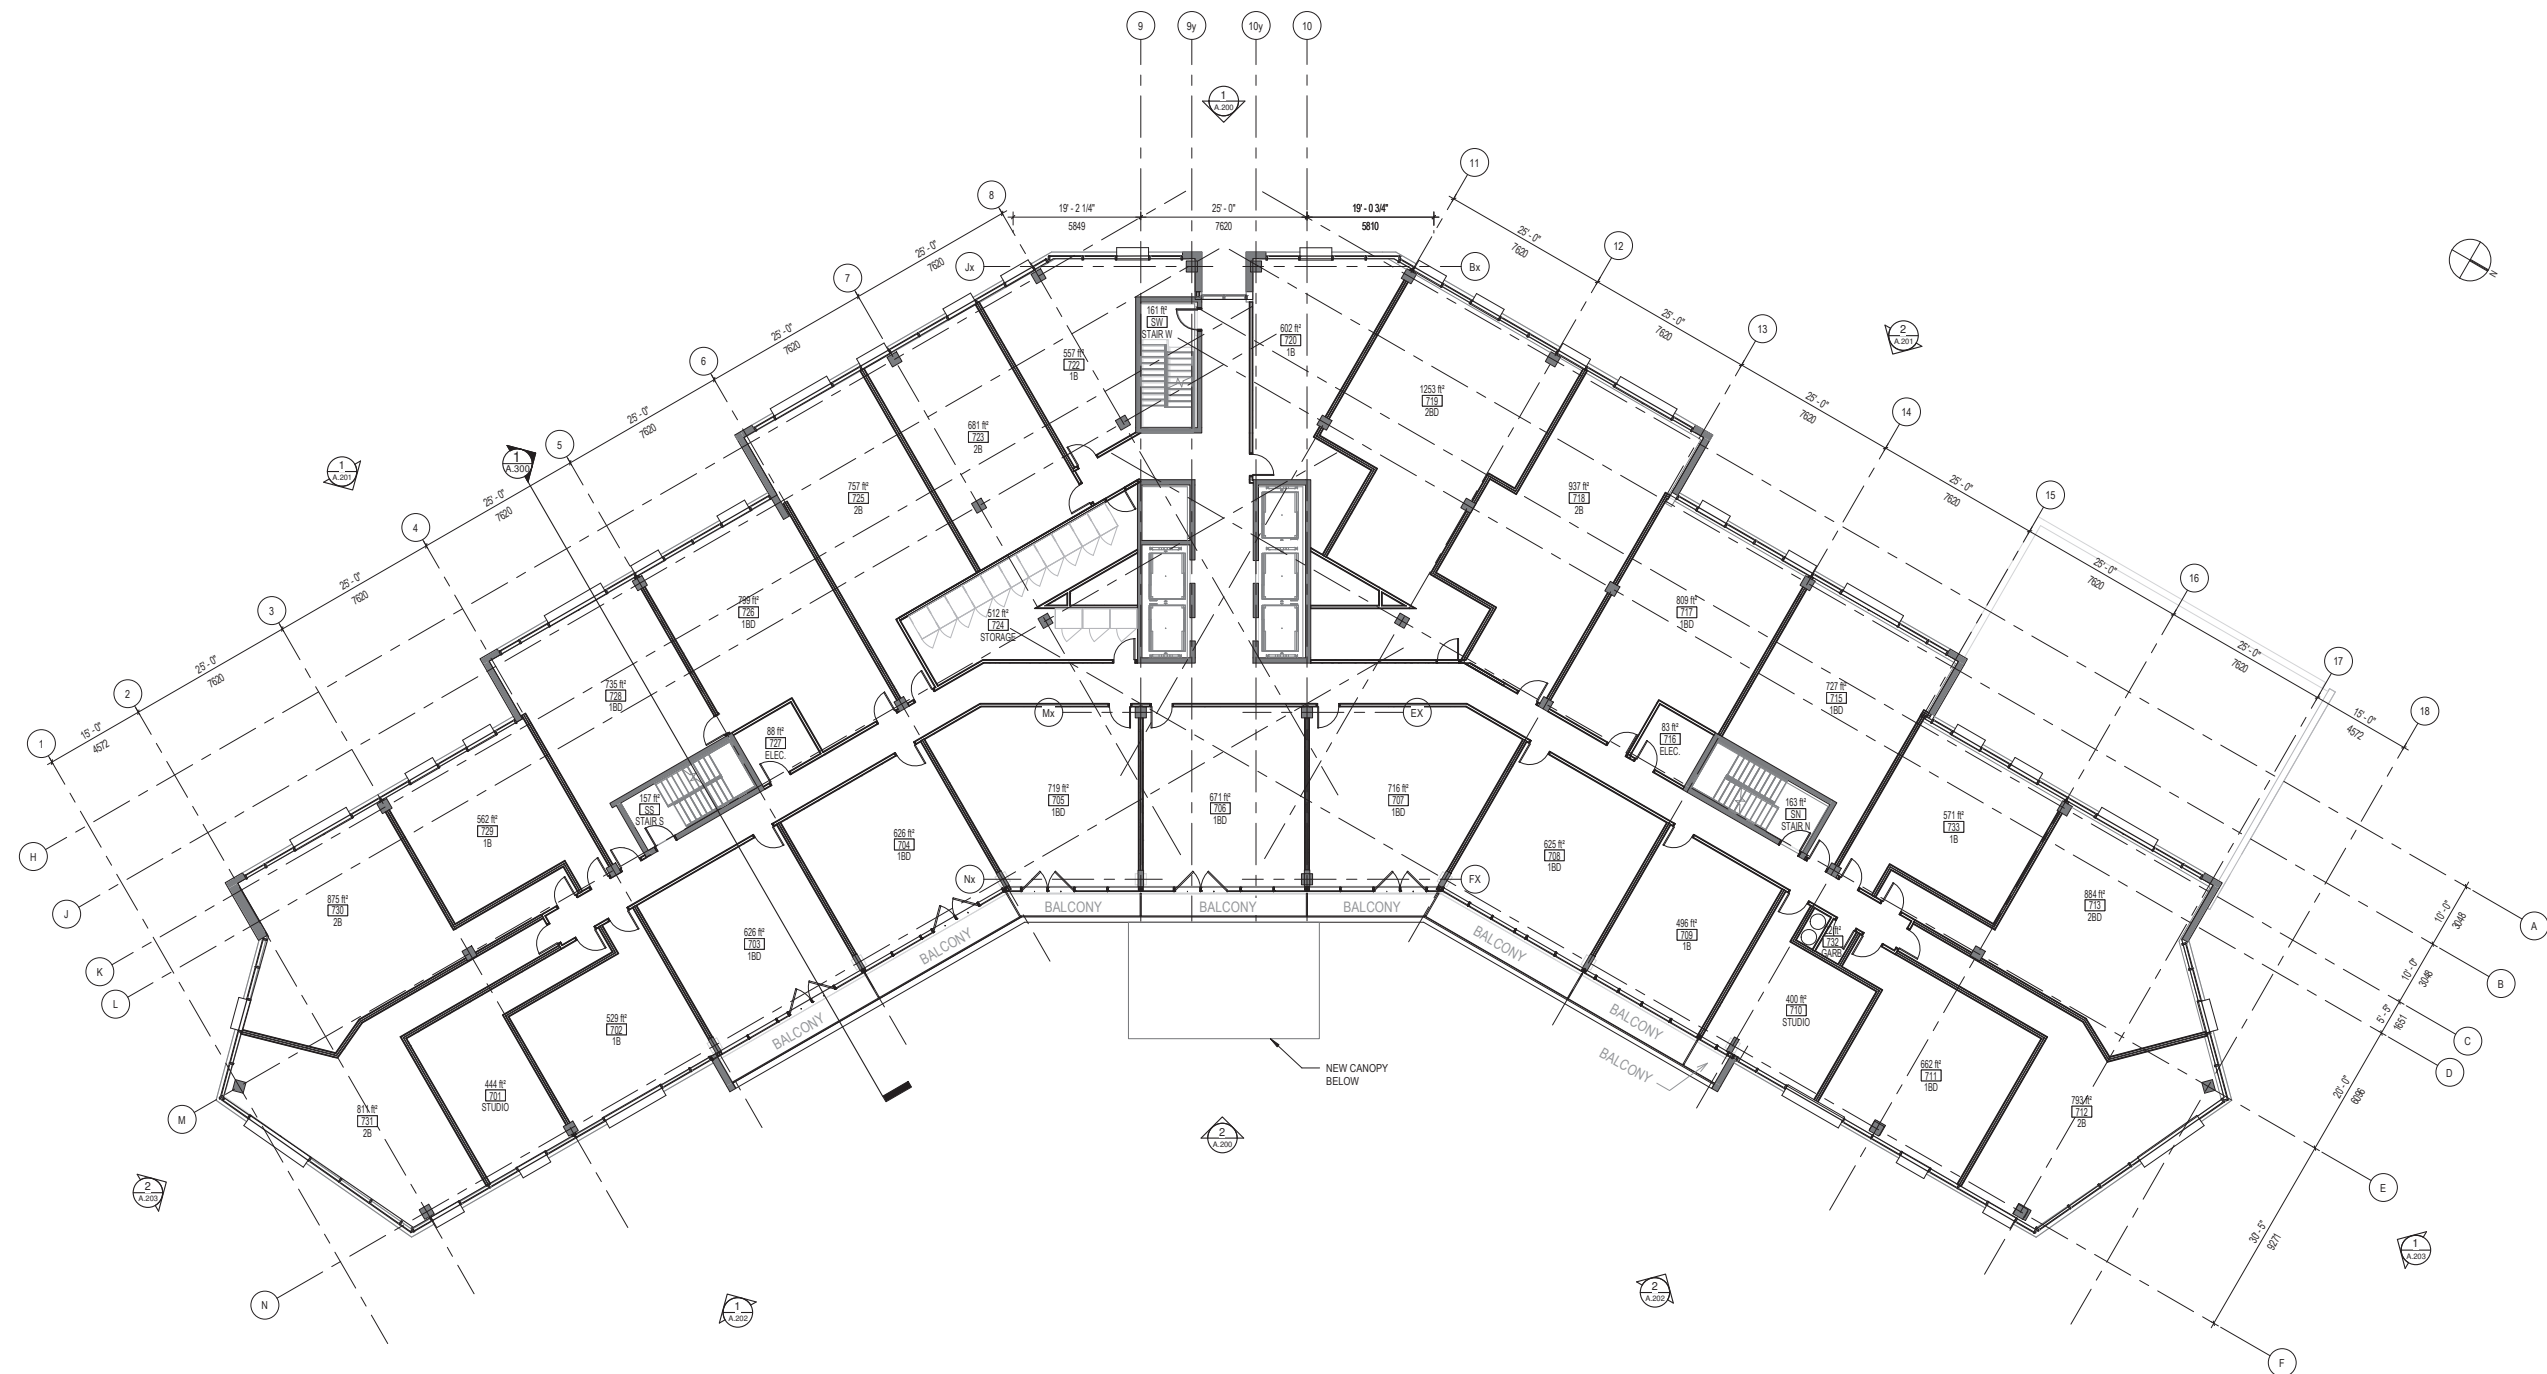 9
9y
10y
10
1
A.200
11
8
19' - 2 1/4"
5849
25' - 0"
7620
19' - 0 3/4"
5810
12
25' - 0"
7620
Jx
Bx
N
7
25' - 0"
7620
13
25' - 0"
7620
2
A.201
6
25' - 0"
7620
161 ft²
SW
STAIR W
602 ft²
720
1B
557 ft²
722
1B
1253 ft²
719
2BD
14
25' - 0"
7620
5
25' - 0"
7620
681 ft²
723
2B
1
A.300
1
A.201
757 ft²
725
2B
937 ft²
718
2B
15
25' - 0"
7620
4
25' - 0"
7620
16
25' - 0"
7620
3
25' - 0"
7620
799 ft²
726
1BD
512 ft²
724
STORAGE
809 ft²
717
1BD
17
25' - 0"
7620
2
25' - 0"
7620
735 ft²
728
1BD
727 ft²
715
1BD
18
15' - 0"
4572
1
15' - 0"
4572
Mx
EX
88 ft²
727
ELEC.
83 ft²
716
ELEC.
157 ft²
SS
STAIR S
719 ft²
705
1BD
671 ft²
706
1BD
716 ft²
707
1BD
163 ft²
SN
STAIR N
562 ft²
729
1B
626 ft²
704
1BD
625 ft²
708
1BD
571 ft²
733
1B
H
Nx
FX
875 ft²
730
2B
884 ft²
713
2BD
J
BALCONY
BALCONY
BALCONY
10' - 0"
3048
A
626 ft²
703
1BD
BALCONY
BALCONY
496 ft²
709
1B
22 ft²
732
GARB.
K
10' - 0"
3048
B
L
BALCONY
BALCONY
400 ft²
710
STUDIO
5' - 5"
1651
C
529 ft²
702
1B
BALCONY
NEW CANOPY
BELOW
D
444 ft²
701
STUDIO
662 ft²
711
1BD
20' - 0"
6096
M
811 ft²
731
2B
793 ft²
712
2B
2
A.200
E
2
A.203
30' - 5"
9271
1
A.203
N
1
A.202
2
A.202
F